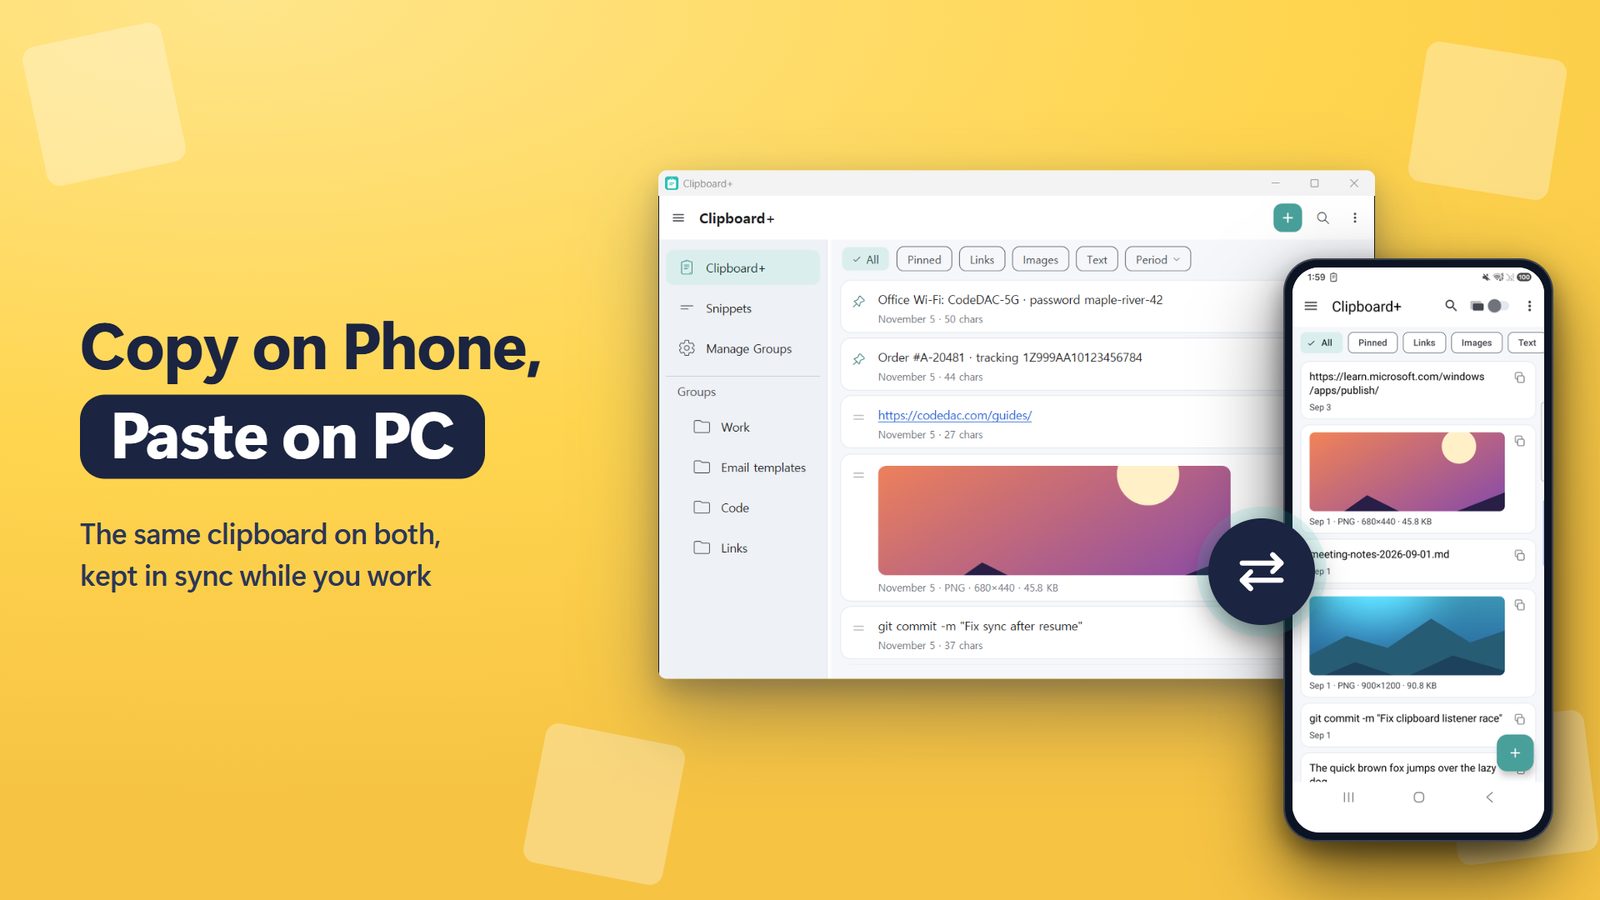 Copy on Phone,
Paste on PC
The same clipboard on both,
kept in sync while you work
Clipboard+
Clipboard+
Clipboard+
Snippets
Manage Groups
Groups
Work
Email templates
Code
Links
All
Pinned
Links
Images
Text
Period
Office Wi-Fi: CodeDAC-5G · password maple-river-42
November 5 · 50 chars
Order #A-20481 · tracking 1Z999AA10123456784
November 5 · 44 chars
https://codedac.com/guides/
November 5 · 27 chars
November 5 · PNG · 680×440 · 45.8 KB
git commit -m "Fix sync after resume"
November 5 · 37 chars
1:59
100
Clipboard+
All
Pinned
Links
Images
Text
https://learn.microsoft.com/windows
/apps/publish/
Sep 3
Sep 1 · PNG · 680×440 · 45.8 KB
meeting-notes-2026-09-01.md
Sep 1
Sep 1 · PNG · 900×1200 · 90.8 KB
git commit -m "Fix clipboard listener race"
Sep 1
The quick brown fox jumps over the lazy
dog